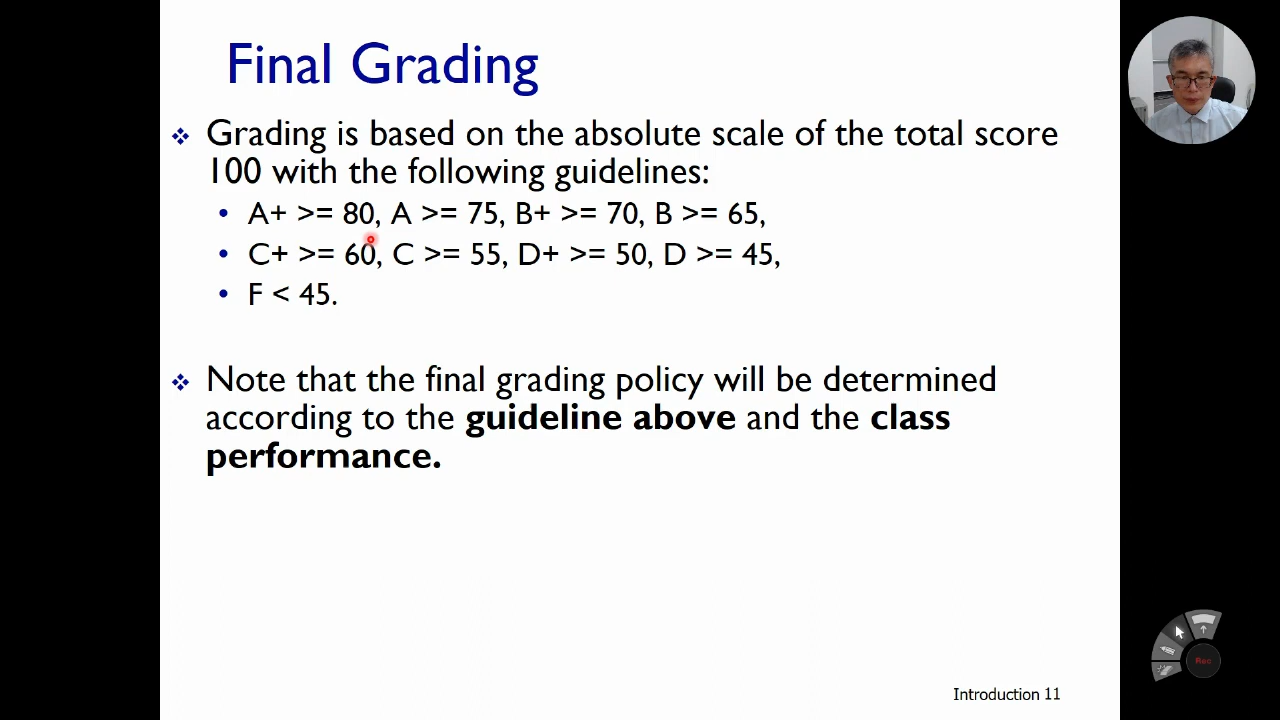 Final Grading
Grading is based on the absolute scale of the total score
100 with the following guidelines:
A+ >= 80, A >= 75, B+ >= 70, B >= 65,
C+ >= 60, C >= 55, D+ >= 50, D >= 45,
F < 45.
Note that the final grading policy will be determined
according to the guideline above and the class
performance.
Rec
Introduction 11